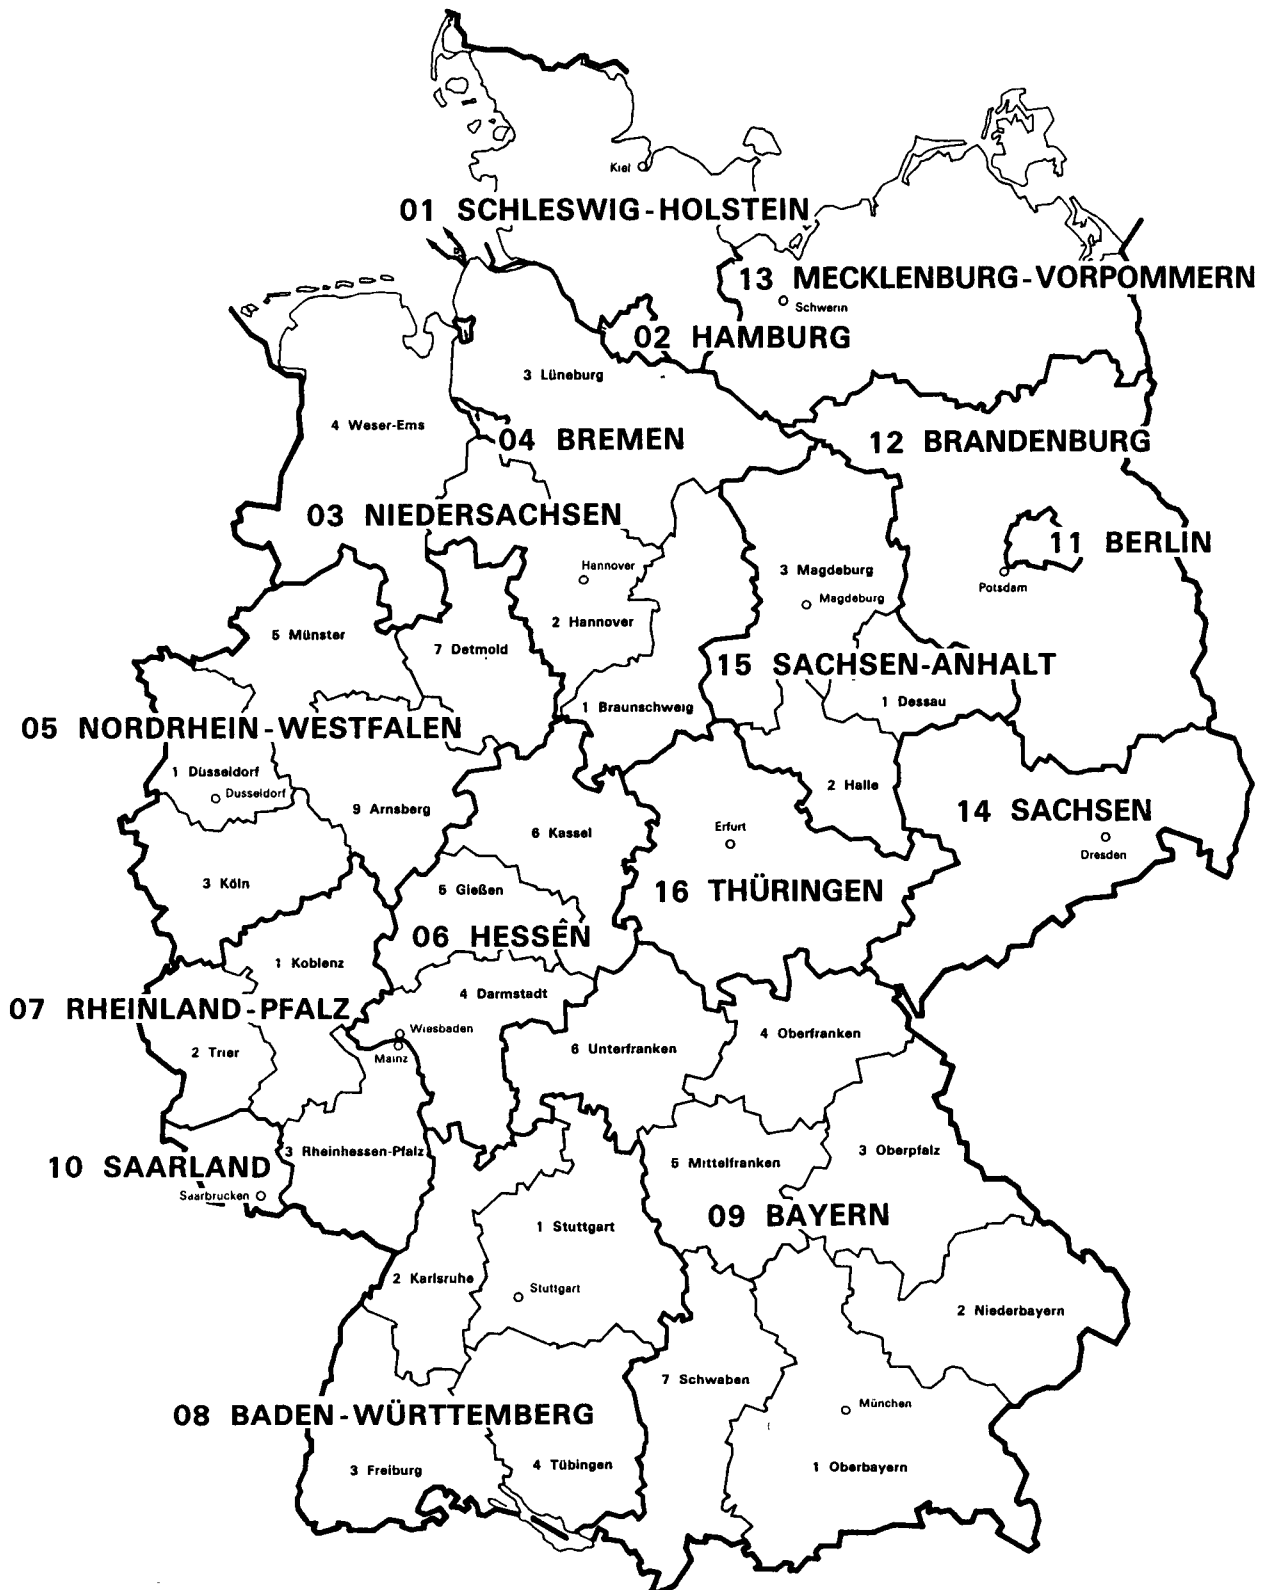 Kiel
01 SCHLESWIG-HOLSTEIN
13 MECKLENBURG-VORPOMMERN
Schwerin
02 HAMBURG
3 Lüneburg
4 Weser-Ems
04 BREMEN
12 BRANDENBURG
03 NIEDERSACHSEN
11 BERLIN
Hannover
3 Magdeburg
Potsdam
Magdeburg
2 Hannover
5 Münster
7 Detmold
15 SACHSEN-ANHALT
1 Dessau
1 Braunschweig
05 NORDRHEIN-WESTFALEN
1 Düsseldorf
Dusseldorf
2 Halle
9 Arnsberg
14 SACHSEN
6 Kassel
Erfurt
Dresden
3 Köln
5 Gießen
16 THÜRINGEN
06 HESSEN
1 Koblenz
4 Darmstadt
07 RHEINLAND-PFALZ
Wiesbaden
4 Oberfranken
2 Trier
Mainz
6 Unterfranken
3 Rheinhessen-Pfalz
3 Oberpfalz
10 SAARLAND
5 Mittelfranken
Saarbrucken
09 BAYERN
1 Stuttgart
2 Karlsruhe
Stuttgart
2 Niederbayern
7 Schwaben
München
08 BADEN-WÜRTTEMBERG
3 Freiburg
4 Tübingen
1 Oberbayern